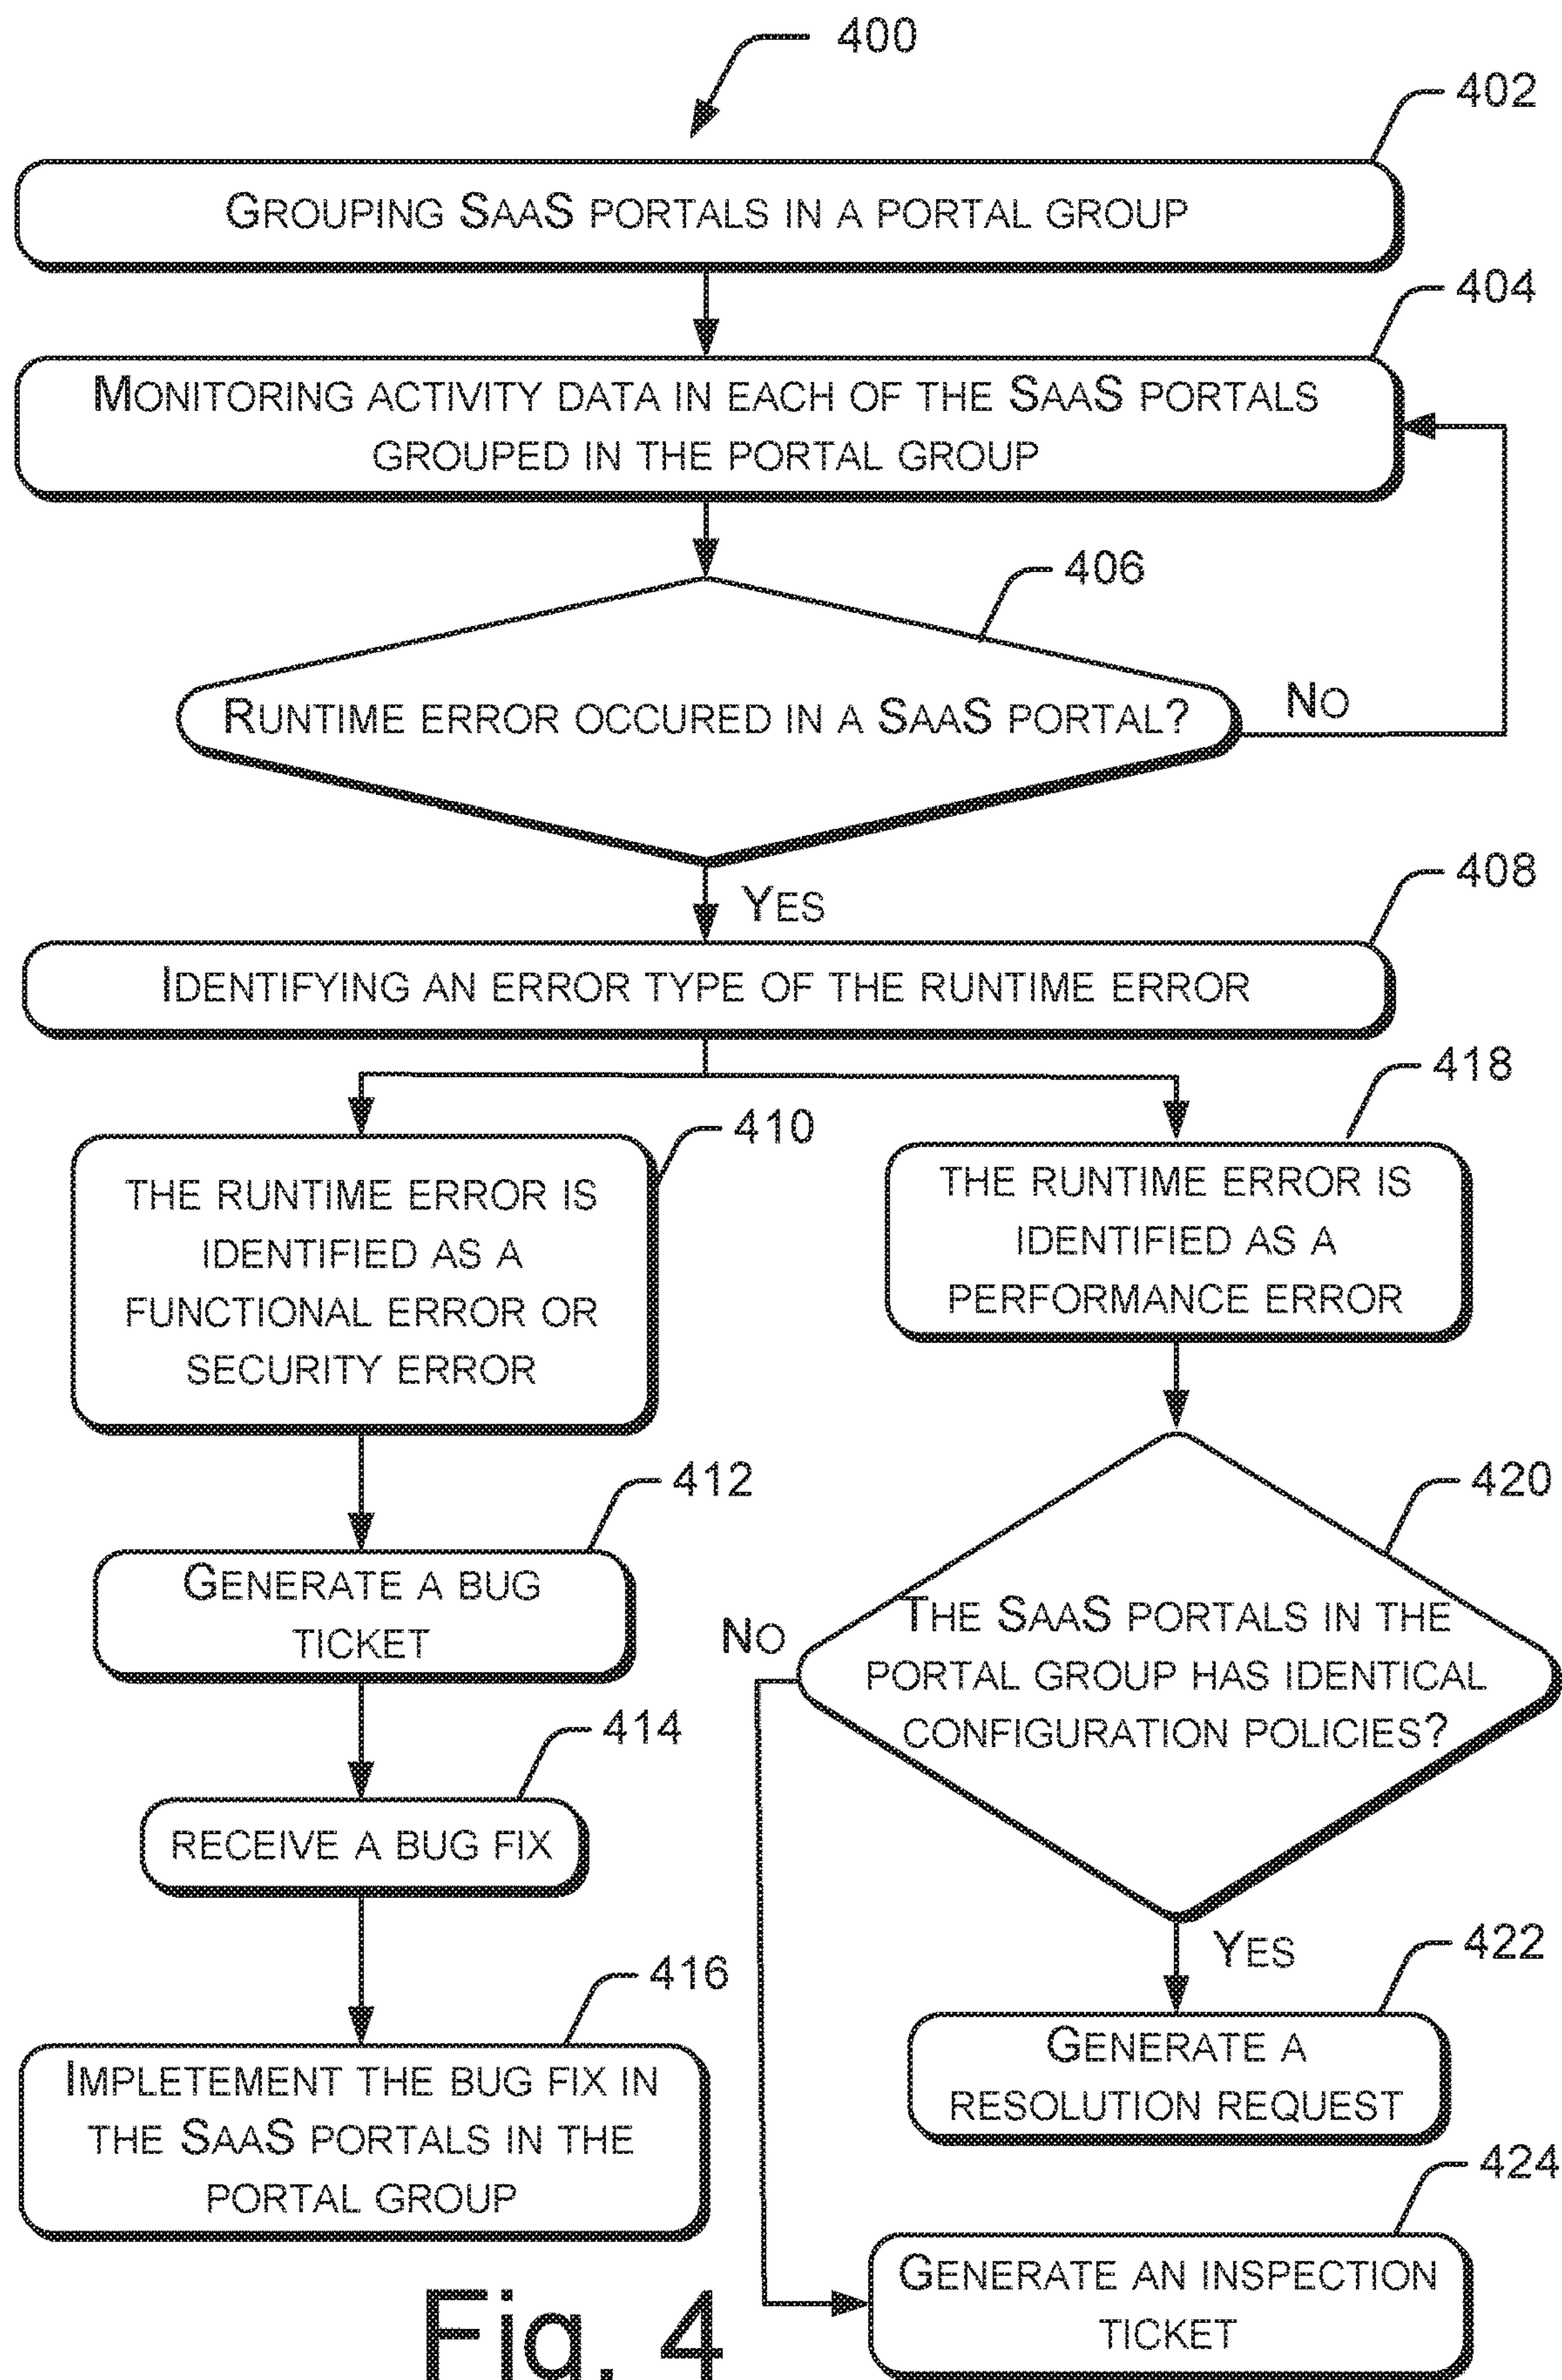 400
402
GROUPING SAAS PORTALS IN A PORTAL GROUP
404
MONITORING ACTIVITY DATA IN EACH OF THE SAAS PORTALS
GROUPED IN THE PORTAL GROUP
406
RUNTIME ERROR OCCURED IN A SAAS PORTAL?
NO
YES
408
IDENTIFYING AN ERROR TYPE OF THE RUNTIME ERROR
410
THE RUNTIME ERROR IS
IDENTIFIED AS A
FUNCTIONAL ERROR OR
SECURITY ERROR
412
GENERATE A BUG
TICKET
414
RECEIVE A BUG FIX
416
IMPLETEMENT THE BUG FIX IN
THE SAAS PORTALS IN THE
PORTAL GROUP
418
THE RUNTIME ERROR IS
IDENTIFIED AS A
PERFORMANCE ERROR
420
THE SAAS PORTALS IN THE
PORTAL GROUP HAS IDENTICAL
CONFIGURATION POLICIES?
NO
YES
422
GENERATE A
RESOLUTION REQUEST
424
GENERATE AN INSPECTION
TICKET
Fig. 4